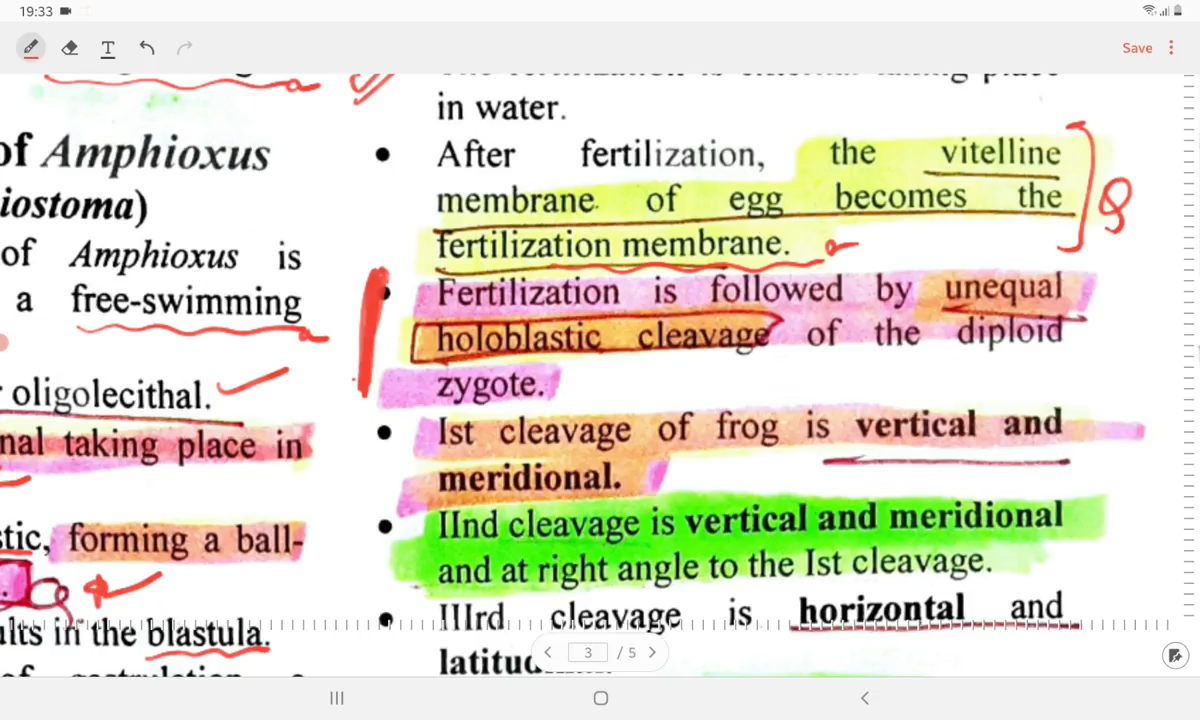 19:33
Save
of Amphioxus
iostoma)
of Amphioxus is
a free-swimming
oligolecithal.
nal taking place in
stic, forming a ball-
ults in the blastula.
in water.
• After fertilization, the vitelline
membrane of egg becomes the
fertilization membrane.
• Fertilization is followed by unequal
holoblastic cleavage of the diploid
zygote.
• Ist cleavage of frog is vertical and
meridional.
• IInd cleavage is vertical and meridional
and at right angle to the Ist cleavage.
• IIIrd cleavage is horizontal and
3 / 5